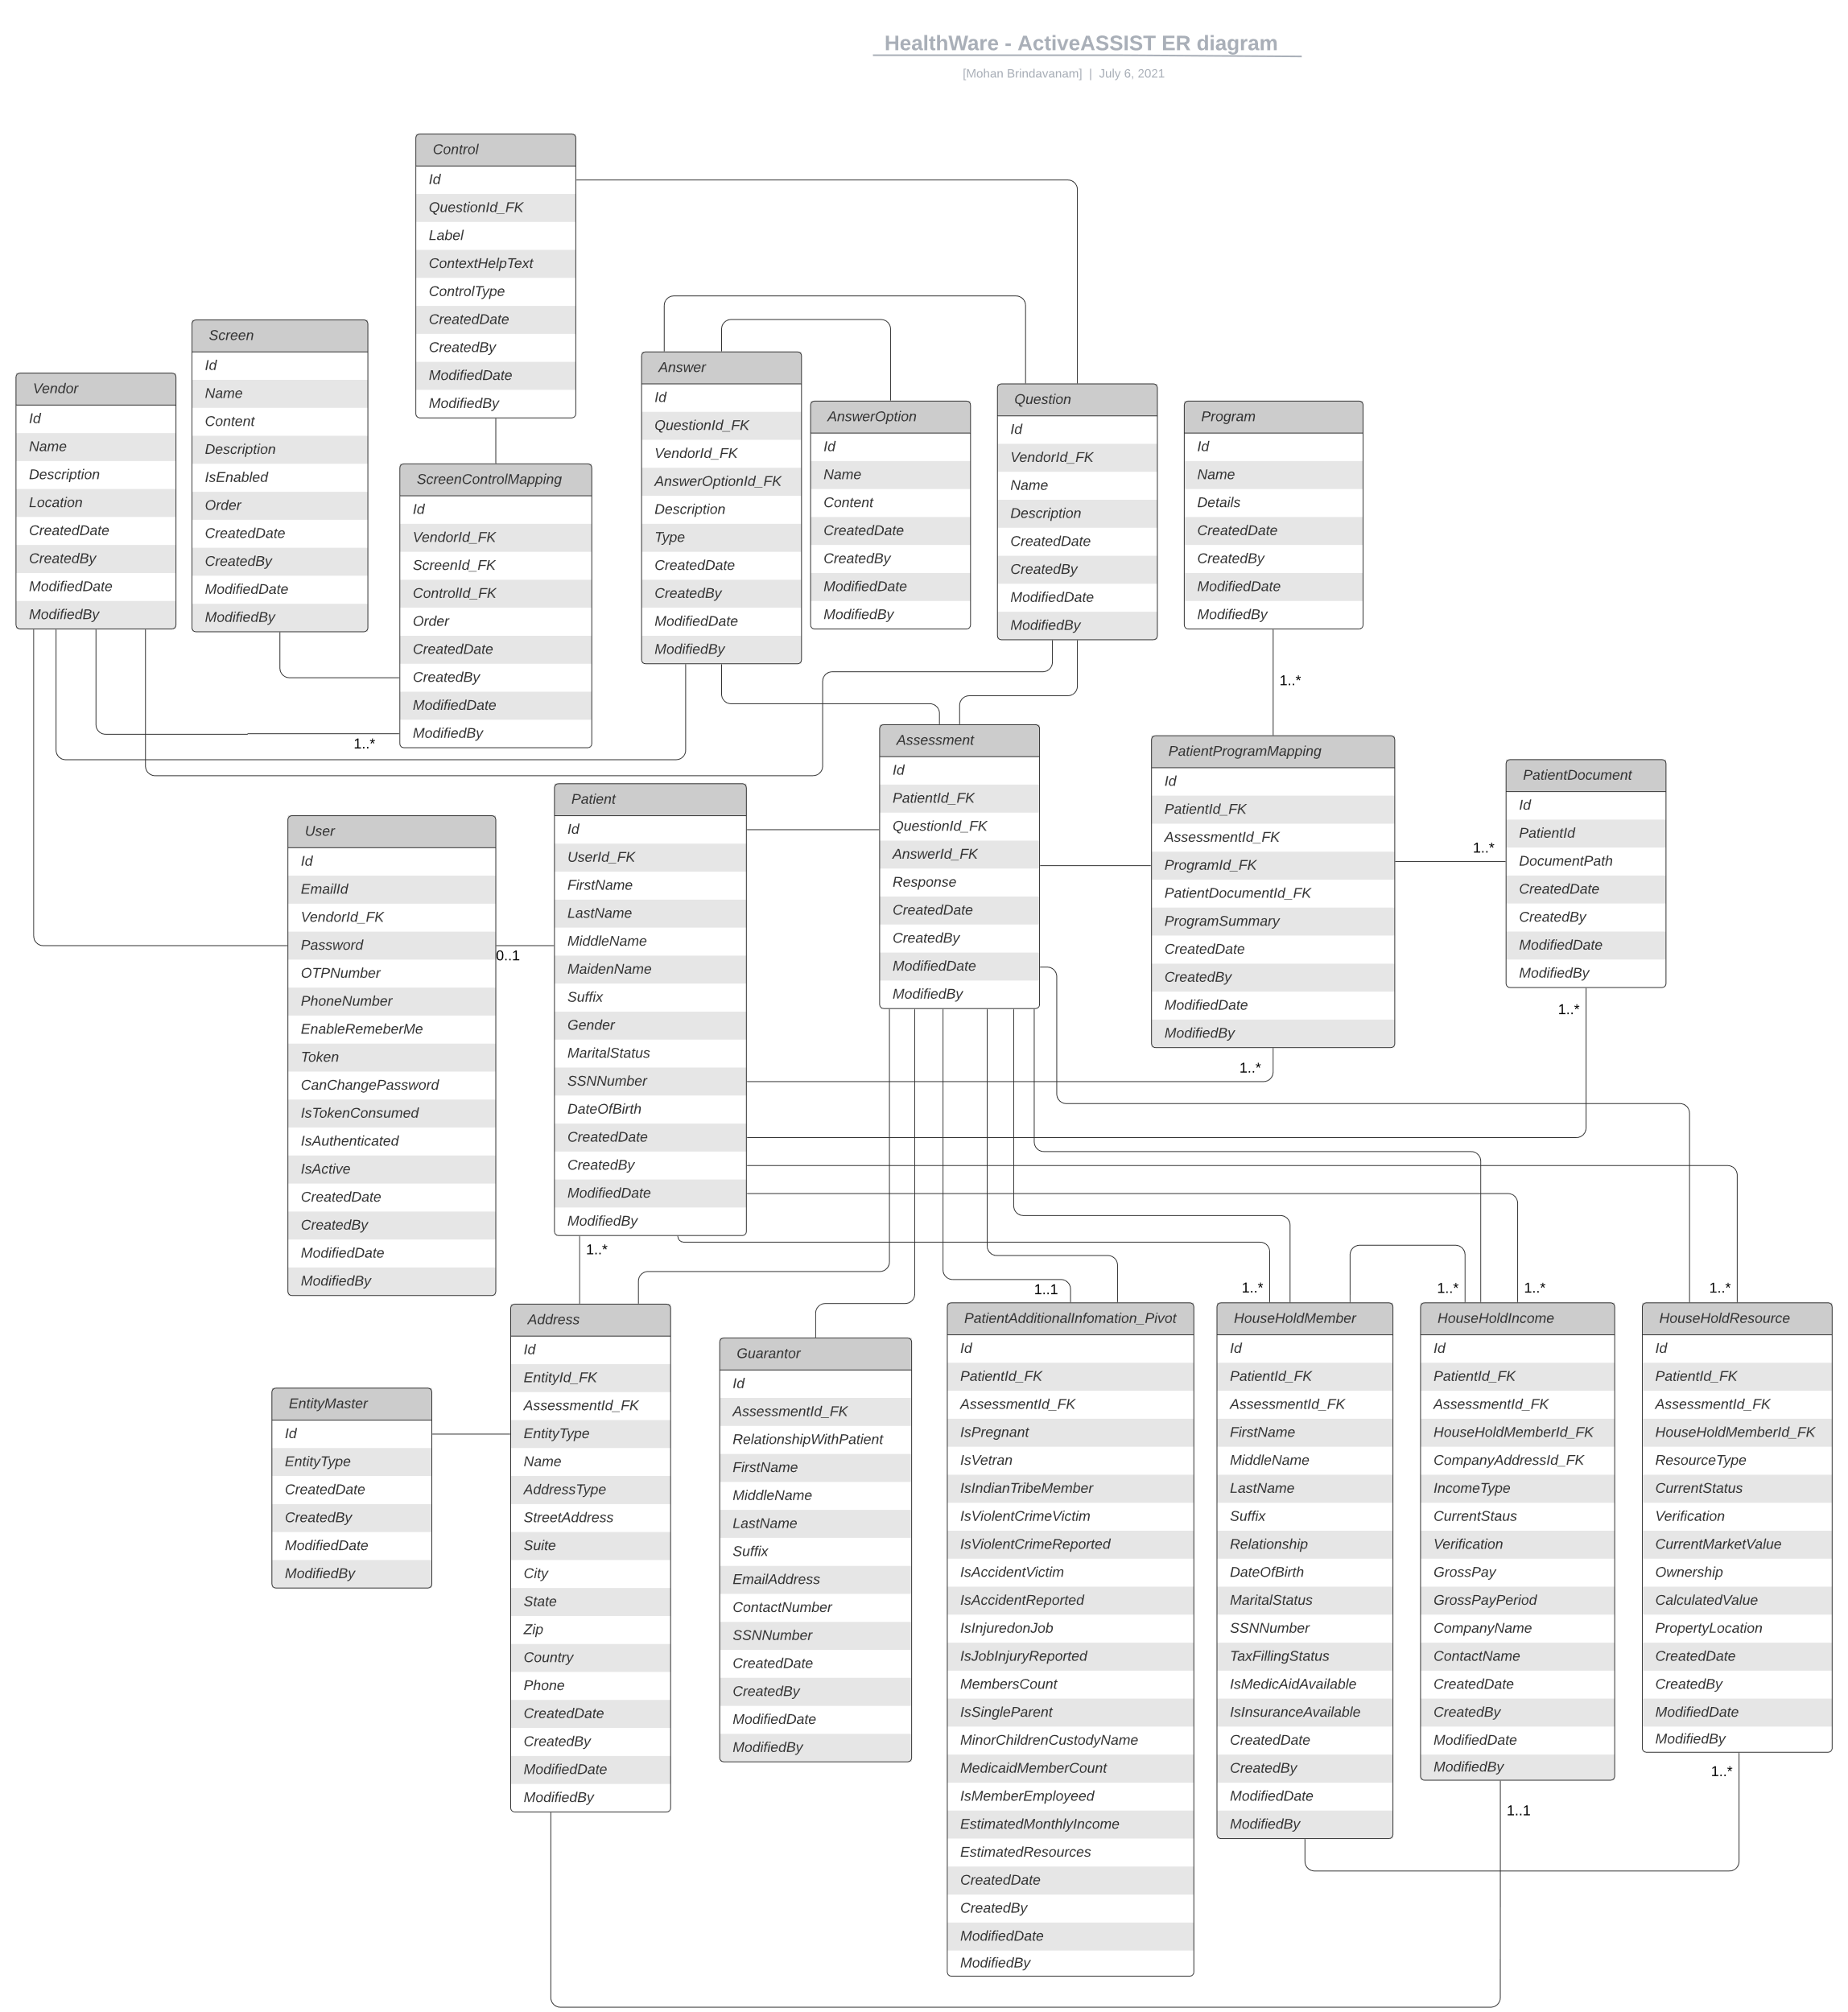 HealthWare - ActiveASSIST ER diagram
[Mohan Brindavanam] | July 6, 2021
Control
Id
QuestionId_FK
Label
ContextHelpText
ControlType
CreatedDate
CreatedBy
ModifiedDate
ModifiedBy
Screen
Id
Name
Content
Description
IsEnabled
Order
CreatedDate
CreatedBy
ModifiedDate
ModifiedBy
Vendor
Id
Name
Description
Location
CreatedDate
CreatedBy
ModifiedDate
ModifiedBy
ScreenControlMapping
Id
VendorId_FK
ScreenId_FK
ControlId_FK
Order
CreatedDate
CreatedBy
ModifiedDate
ModifiedBy
1..*
Answer
Id
QuestionId_FK
VendorId_FK
AnswerOptionId_FK
Description
Type
CreatedDate
CreatedBy
ModifiedDate
ModifiedBy
AnswerOption
Id
Name
Content
CreatedDate
CreatedBy
ModifiedDate
ModifiedBy
Question
Id
VendorId_FK
Name
Description
CreatedDate
CreatedBy
ModifiedDate
ModifiedBy
Program
Id
Name
Details
CreatedDate
CreatedBy
ModifiedDate
ModifiedBy
1..*
User
Id
EmailId
VendorId_FK
Password
OTPNumber
PhoneNumber
EnableRemeberMe
Token
CanChangePassword
IsTokenConsumed
IsAuthenticated
IsActive
CreatedDate
CreatedBy
ModifiedDate
ModifiedBy
0..1
Patient
Id
UserId_FK
FirstName
LastName
MiddleName
MaidenName
Suffix
Gender
MaritalStatus
SSNNumber
DateOfBirth
CreatedDate
CreatedBy
ModifiedDate
ModifiedBy
1..*
Assessment
Id
PatientId_FK
QuestionId_FK
AnswerId_FK
Response
CreatedDate
CreatedBy
ModifiedDate
ModifiedBy
PatientProgramMapping
Id
PatientId_FK
AssessmentId_FK
ProgramId_FK
PatientDocumentId_FK
ProgramSummary
CreatedDate
CreatedBy
ModifiedDate
ModifiedBy
1..*
1..*
PatientDocument
Id
PatientId
DocumentPath
CreatedDate
CreatedBy
ModifiedDate
ModifiedBy
1..*
EntityMaster
Id
EntityType
CreatedDate
CreatedBy
ModifiedDate
ModifiedBy
Address
Id
EntityId_FK
AssessmentId_FK
EntityType
Name
AddressType
StreetAddress
Suite
City
State
Zip
Country
Phone
CreatedDate
CreatedBy
ModifiedDate
ModifiedBy
Guarantor
Id
AssessmentId_FK
RelationshipWithPatient
FirstName
MiddleName
LastName
Suffix
EmailAddress
ContactNumber
SSNNumber
CreatedDate
CreatedBy
ModifiedDate
ModifiedBy
1..1
PatientAdditionalInfomation_Pivot
Id
PatientId_FK
AssessmentId_FK
IsPregnant
IsVetran
IsIndianTribeMember
IsViolentCrimeVictim
IsViolentCrimeReported
IsAccidentVictim
IsAccidentReported
IsInjuredonJob
IsJobInjuryReported
MembersCount
IsSingleParent
MinorChildrenCustodyName
MedicaidMemberCount
IsMemberEmployeed
EstimatedMonthlyIncome
EstimatedResources
CreatedDate
CreatedBy
ModifiedDate
ModifiedBy
1..*
HouseHoldMember
Id
PatientId_FK
AssessmentId_FK
FirstName
MiddleName
LastName
Suffix
Relationship
DateOfBirth
MaritalStatus
SSNNumber
TaxFillingStatus
IsMedicAidAvailable
IsInsuranceAvailable
CreatedDate
CreatedBy
ModifiedDate
ModifiedBy
1..*
1..*
HouseHoldIncome
Id
PatientId_FK
AssessmentId_FK
HouseHoldMemberId_FK
CompanyAddressId_FK
IncomeType
CurrentStaus
Verification
GrossPay
GrossPayPeriod
CompanyName
ContactName
CreatedDate
CreatedBy
ModifiedDate
ModifiedBy
1..1
1..*
HouseHoldResource
Id
PatientId_FK
AssessmentId_FK
HouseHoldMemberId_FK
ResourceType
CurrentStatus
Verification
CurrentMarketValue
Ownership
CalculatedValue
PropertyLocation
CreatedDate
CreatedBy
ModifiedDate
ModifiedBy
1..*